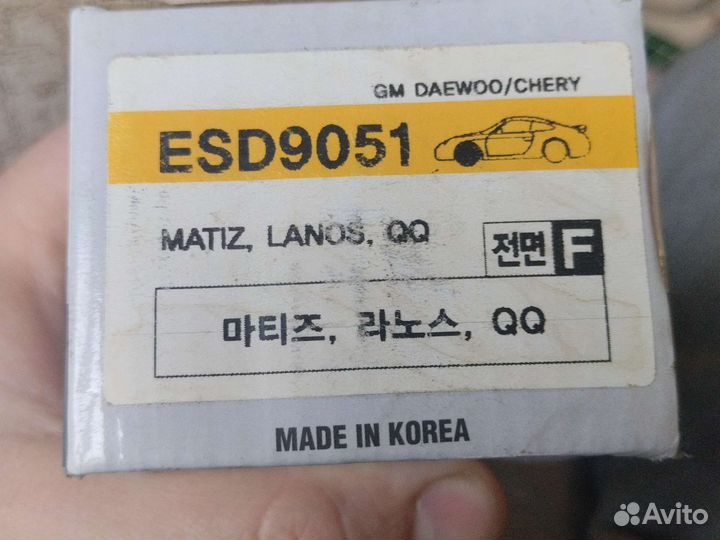 GM DAEWOO/CHERY
ESD9051
MATIZ, LANOS, QQ
전면 F
마티즈, 라노스, QQ
MADE IN KOREA
Avito